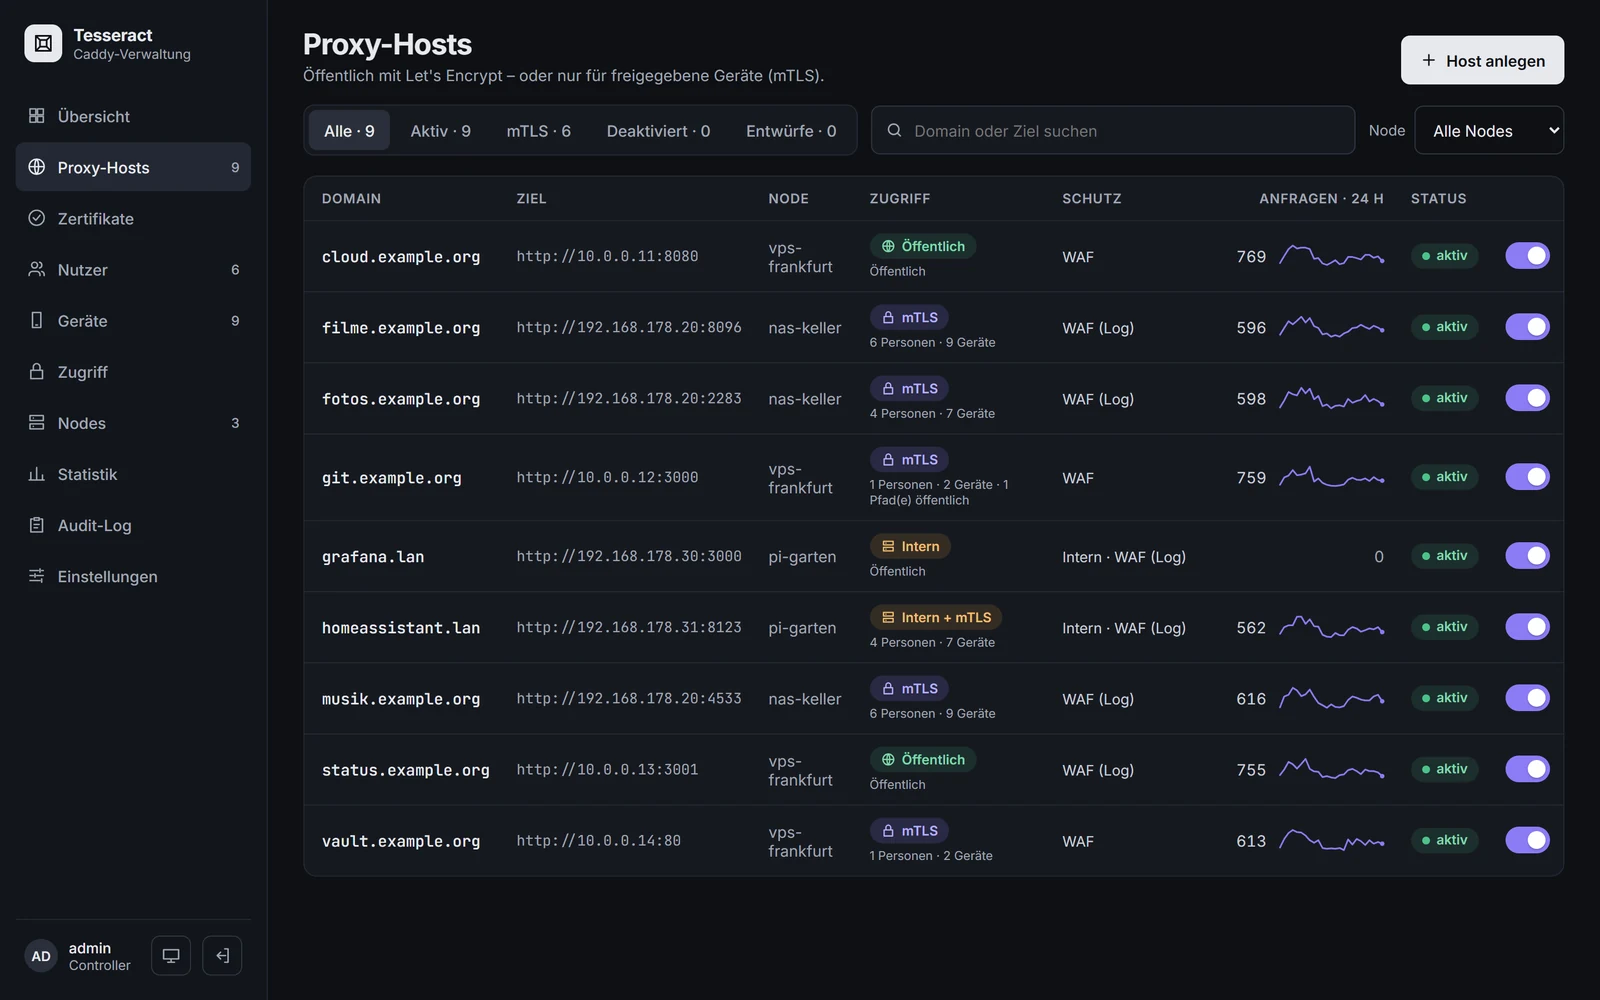 Tesseract
Caddy-Verwaltung
Übersicht
Proxy-Hosts 9
Zertifikate
Nutzer 6
Geräte 9
Zugriff
Nodes 3
Statistik
Audit-Log
Einstellungen
AD
admin
Controller
Proxy-Hosts
Öffentlich mit Let's Encrypt – oder nur für freigegebene Geräte (mTLS).
Host anlegen
Alle · 9 Aktiv · 9 mTLS · 6 Deaktiviert · 0 Entwürfe · 0
Domain oder Ziel suchen
Node
Alle Nodes
DOMAIN ZIEL NODE ZUGRIFF SCHUTZ ANFRAGEN · 24 H STATUS
cloud.example.org http://10.0.0.11:8080
vps-
frankfurt
Öffentlich
Öffentlich
WAF 769 aktiv
filme.example.org http://192.168.178.20:8096 nas-keller
mTLS
6 Personen · 9 Geräte
WAF (Log) 596 aktiv
fotos.example.org http://192.168.178.20:2283 nas-keller
mTLS
4 Personen · 7 Geräte
WAF (Log) 598 aktiv
git.example.org http://10.0.0.12:3000
vps-
frankfurt
mTLS
1 Personen · 2 Geräte · 1
Pfad(e) öffentlich
WAF 759 aktiv
grafana.lan http://192.168.178.30:3000 pi-garten
Intern
Öffentlich
Intern · WAF (Log) 0 aktiv
homeassistant.lan http://192.168.178.31:8123 pi-garten
Intern + mTLS
4 Personen · 7 Geräte
Intern · WAF (Log) 562 aktiv
musik.example.org http://192.168.178.20:4533 nas-keller
mTLS
6 Personen · 9 Geräte
WAF (Log) 616 aktiv
status.example.org http://10.0.0.13:3001
vps-
frankfurt
Öffentlich
Öffentlich
WAF (Log) 755 aktiv
vault.example.org http://10.0.0.14:80
vps-
frankfurt
mTLS
1 Personen · 2 Geräte
WAF 613 aktiv